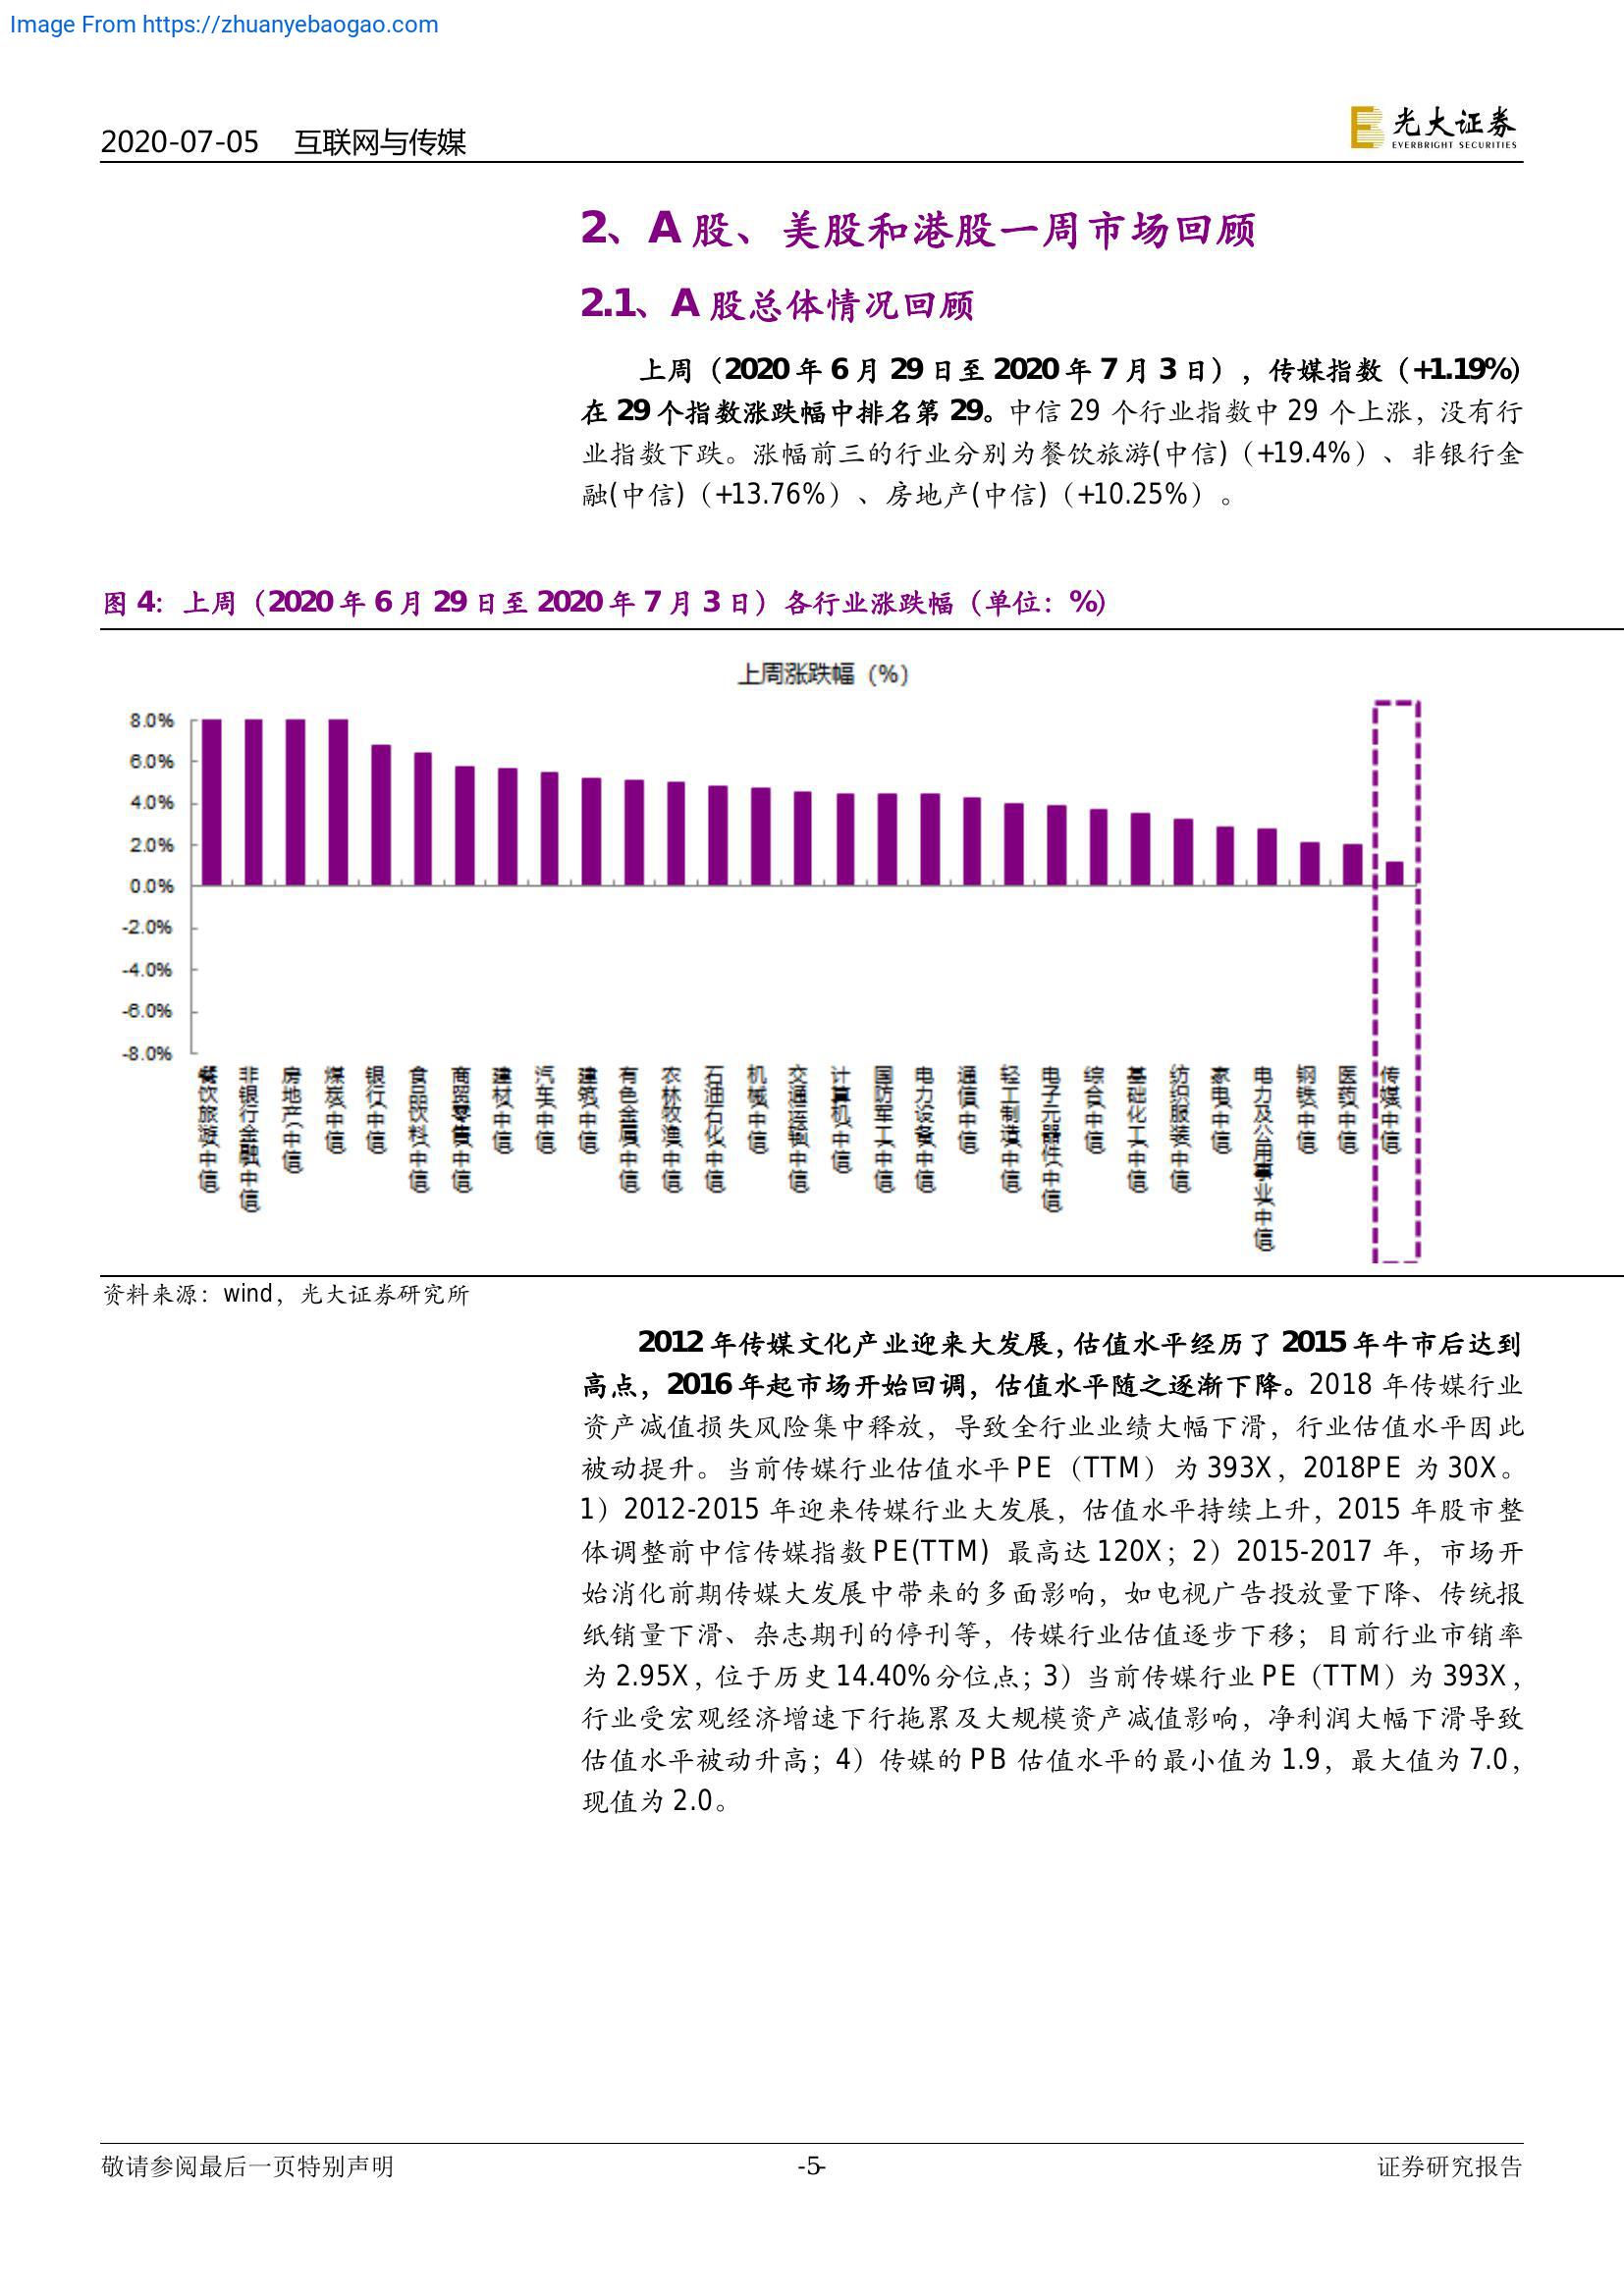 Image From https://zhuanyebaogao.com
2020-07-05 互联网与传媒
光大证券
EVERBRIGHT SECURITIES
2、A 股、美股和港股一周市场回顾
2.1、A 股总体情况回顾
上周（2020 年 6 月 29 日至 2020 年 7 月 3 日），传媒指数（+1.19%）
在 29 个指数涨跌幅中排名第 29。中信 29 个行业指数中 29 个上涨，没有行
业指数下跌。涨幅前三的行业分别为餐饮旅游(中信)（+19.4%）、非银行金
融(中信)（+13.76%）、房地产(中信)（+10.25%）。
图 4：上周（2020 年 6 月 29 日至 2020 年 7 月 3 日）各行业涨跌幅（单位：%）
上周涨跌幅（%）
8.0%
6.0%
4.0%
2.0%
0.0%
-2.0%
-4.0%
-6.0%
-8.0%
餐饮旅游(中信)
非银行金融(中信)
房地产(中信)
煤炭(中信)
银行(中信)
食品饮料(中信)
商贸零售(中信)
建材(中信)
汽车(中信)
建筑(中信)
有色金属(中信)
农林牧渔(中信)
石油石化(中信)
机械(中信)
交通运输(中信)
计算机(中信)
国防军工(中信)
电力设备(中信)
通信(中信)
轻工制造(中信)
电子元器件(中信)
综合(中信)
基础化工(中信)
纺织服装(中信)
家电(中信)
电力及公用事业(中信)
钢铁(中信)
医药(中信)
传媒(中信)
资料来源：wind，光大证券研究所
2012 年传媒文化产业迎来大发展，估值水平经历了 2015 年牛市后达到
高点，2016 年起市场开始回调，估值水平随之逐渐下降。2018 年传媒行业
资产减值损失风险集中释放，导致全行业业绩大幅下滑，行业估值水平因此
被动提升。当前传媒行业估值水平 PE（TTM）为 393X，2018PE 为 30X。
1）2012-2015 年迎来传媒行业大发展，估值水平持续上升，2015 年股市整
体调整前中信传媒指数 PE(TTM) 最高达 120X；2）2015-2017 年，市场开
始消化前期传媒大发展中带来的多面影响，如电视广告投放量下降、传统报
纸销量下滑、杂志期刊的停刊等，传媒行业估值逐步下移；目前行业市销率
为 2.95X，位于历史 14.40%分位点；3）当前传媒行业 PE（TTM）为 393X，
行业受宏观经济增速下行拖累及大规模资产减值影响，净利润大幅下滑导致
估值水平被动升高；4）传媒的 PB 估值水平的最小值为 1.9，最大值为 7.0，
现值为 2.0。
敬请参阅最后一页特别声明
-5-
证券研究报告